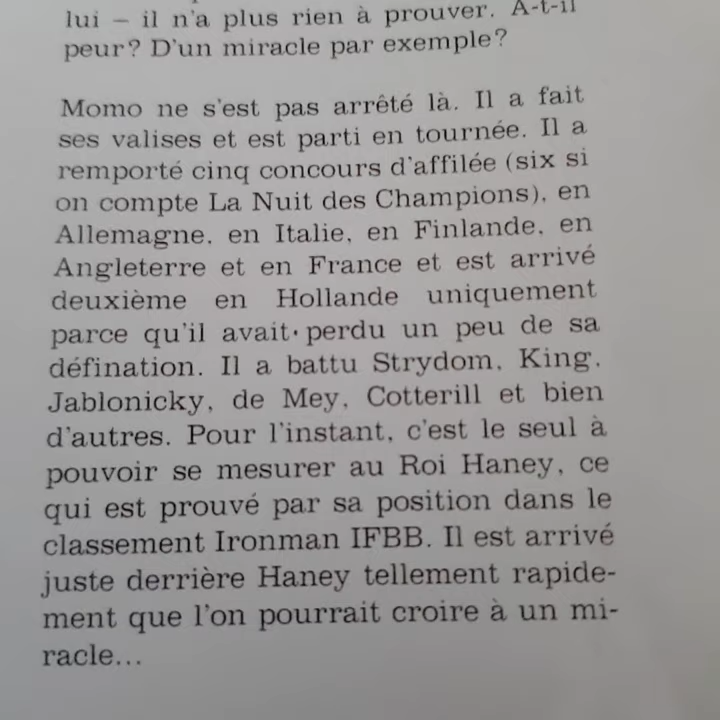 lui – il n'a plus rien à prouver. A-t-il
peur? D'un miracle par exemple?
Momo ne s'est pas arrêté là. Il a fait
ses valises et est parti en tournée. Il a
remporté cinq concours d'affilée (six si
on compte La Nuit des Champions), en
Allemagne, en Italie, en Finlande, en
Angleterre et en France et est arrivé
deuxième en Hollande uniquement
parce qu'il avait perdu un peu de sa
défination. Il a battu Strydom, King,
Jablonicky, de Mey, Cotterill et bien
d'autres. Pour l'instant, c'est le seul à
pouvoir se mesurer au Roi Haney, ce
qui est prouvé par sa position dans le
classement Ironman IFBB. Il est arrivé
juste derrière Haney tellement rapide-
ment que l'on pourrait croire à un mi-
racle...